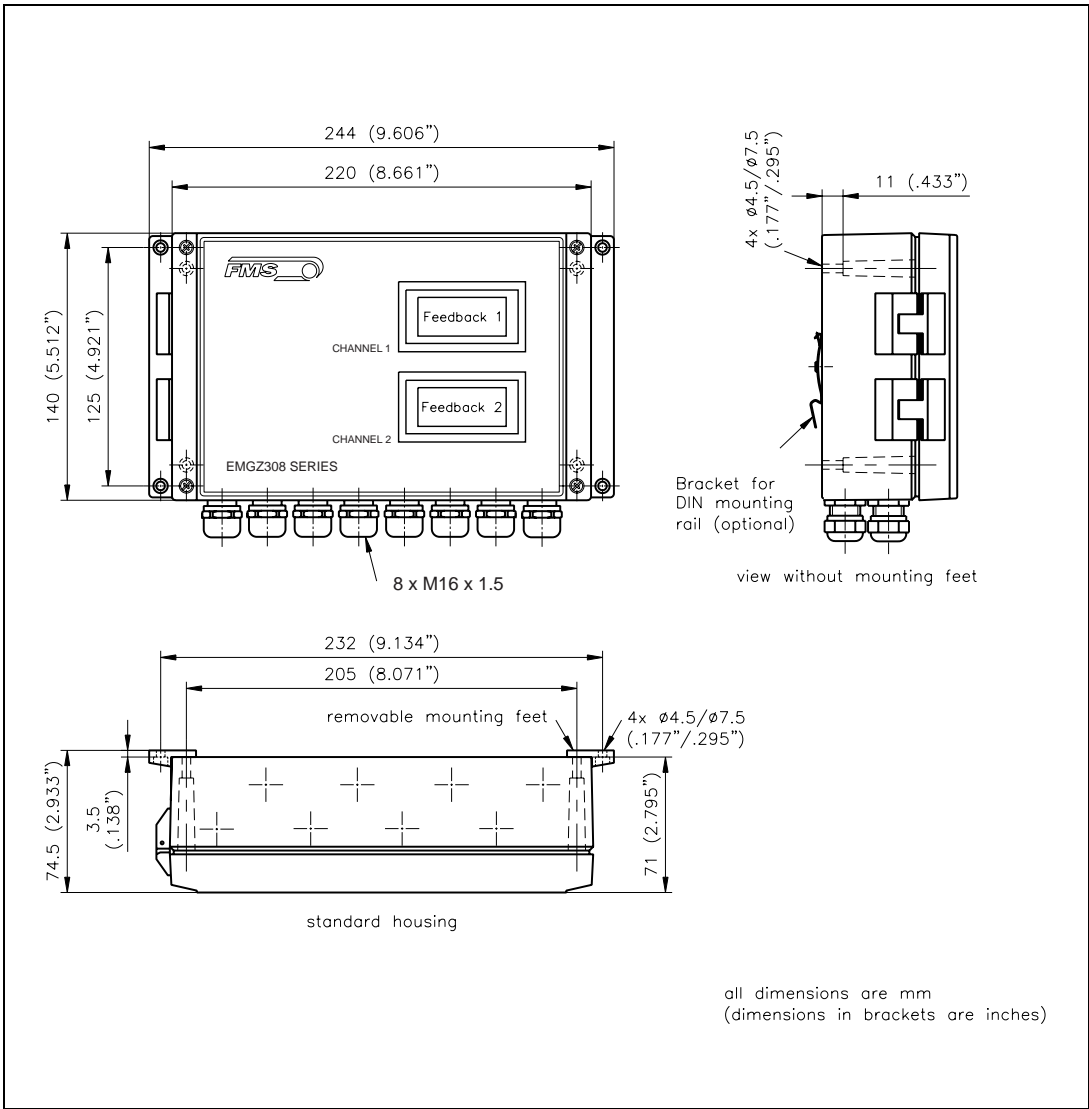 244 (9.606")
220 (8.661")
140 (5.512")
125 (4.921")
FMS
Feedback 1
CHANNEL 1
Feedback 2
CHANNEL 2
EMGZ308 SERIES
8 x M16 x 1.5
4x ø4.5/ø7.5
(.177"/.295")
11 (.433")
Bracket for
DIN mounting
rail (optional)
view without mounting feet
232 (9.134")
205 (8.071")
removable mounting feet
4x ø4.5/ø7.5
(.177"/.295")
74.5 (2.933")
3.5
(.138")
71 (2.795")
standard housing
all dimensions are mm
(dimensions in brackets are inches)